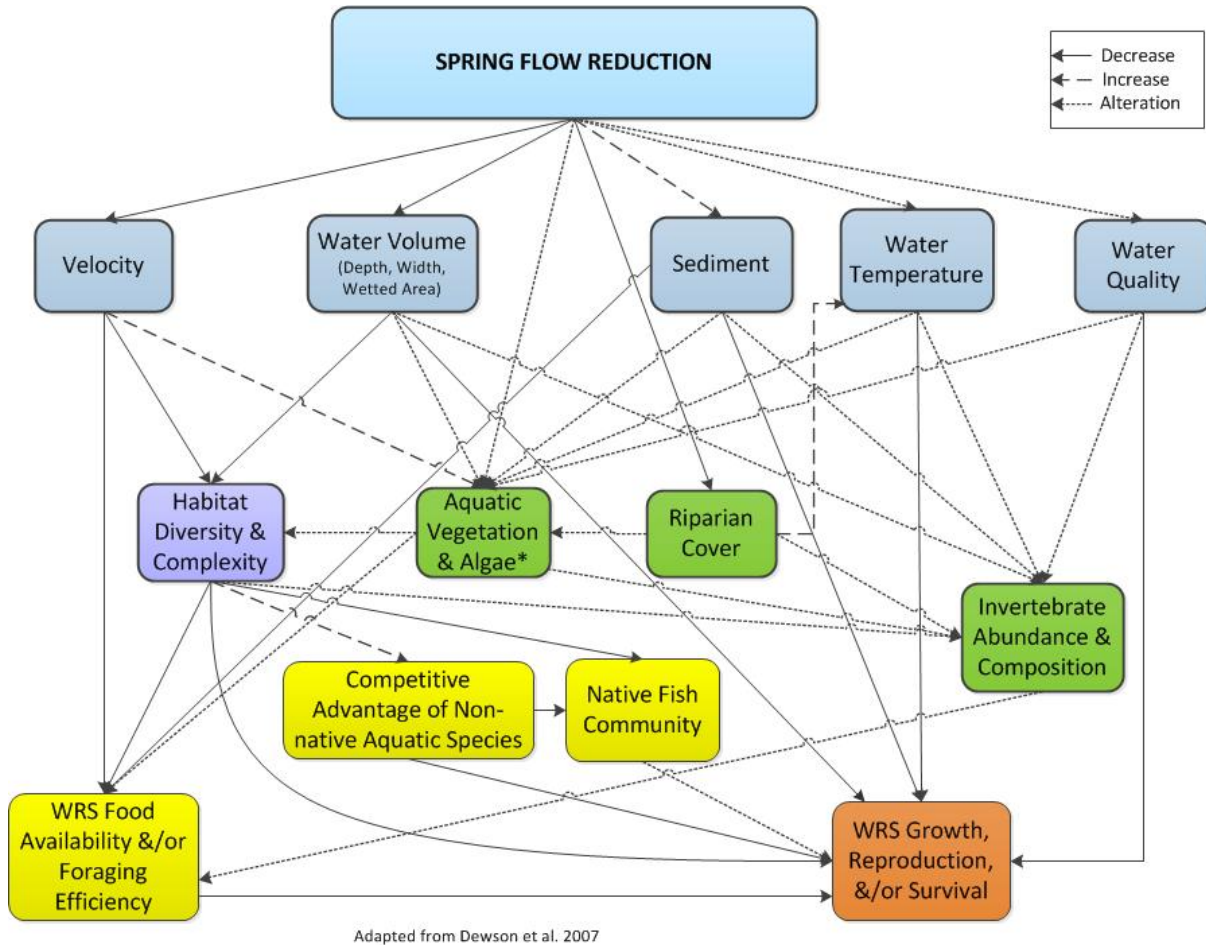 SPRING FLOW REDUCTION
Decrease
Increase
Alteration
Velocity
Water Volume
(Depth, Width,
Wetted Area)
Sediment
Water
Temperature
Water
Quality
Habitat
Diversity &
Complexity
Aquatic
Vegetation
& Algae*
Riparian
Cover
Invertebrate
Abundance &
Composition
Competitive
Advantage of Non-
native Aquatic Species
Native Fish
Community
WRS Food
Availability &/or
Foraging
Efficiency
WRS Growth,
Reproduction,
&/or Survival
Adapted from Dewson et al. 2007